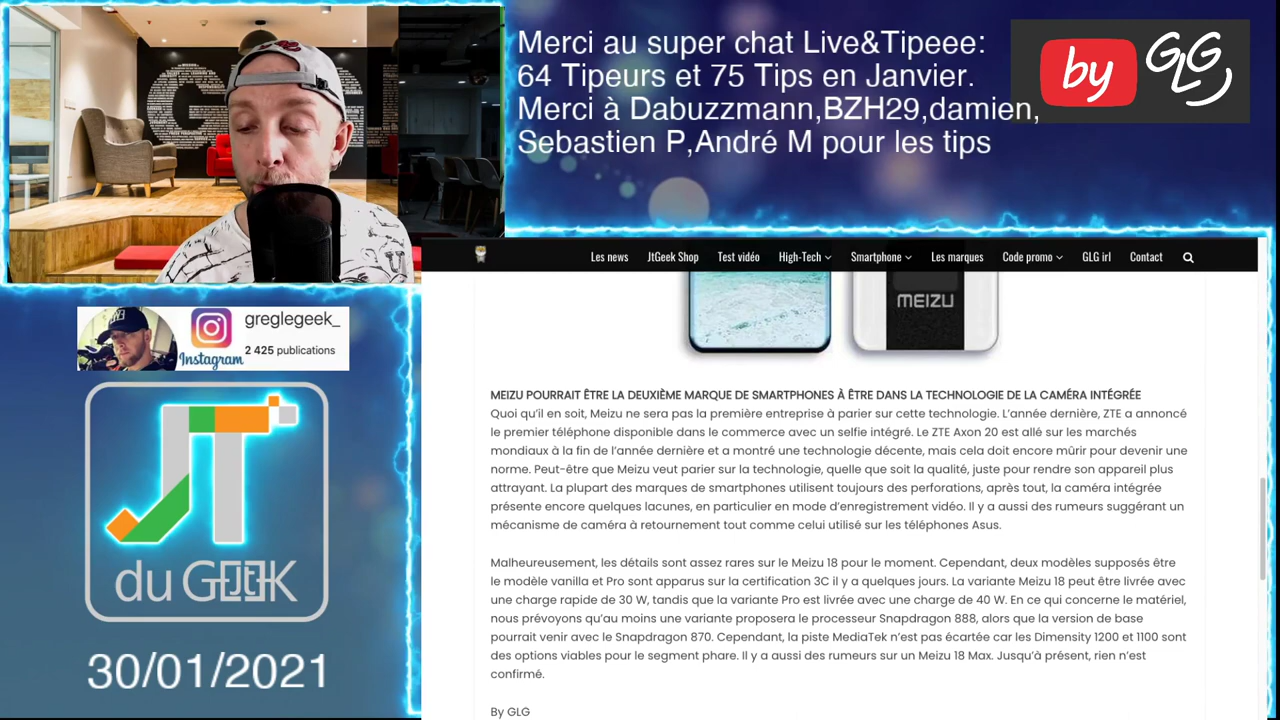 Merci au super chat Live&Tipeee:
64 Tipeurs et 75 Tips en Janvier.
Merci à Dabuzzmann,BZH29,damien,
Sebastien P,André M pour les tips
by GLG
Les news JtGeek Shop Test vidéo High-Tech Smartphone Les marques Code promo GLG irl Contact
MEIZU
greglegeek_
Instagram
2 425 publications
JT
du GEEK
30/01/2021
MEIZU POURRAIT ÊTRE LA DEUXIÈME MARQUE DE SMARTPHONES À ÊTRE DANS LA TECHNOLOGIE DE LA CAMÉRA INTÉGRÉE
Quoi qu'il en soit, Meizu ne sera pas la première entreprise à parier sur cette technologie. L'année dernière, ZTE a annoncé
le premier téléphone disponible dans le commerce avec un selfie intégré. Le ZTE Axon 20 est allé sur les marchés
mondiaux à la fin de l'année dernière et a montré une technologie décente, mais cela doit encore mûrir pour devenir une
norme. Peut-être que Meizu veut parier sur la technologie, quelle que soit la qualité, juste pour rendre son appareil plus
attrayant. La plupart des marques de smartphones utilisent toujours des perforations, après tout, la caméra intégrée
présente encore quelques lacunes, en particulier en mode d'enregistrement vidéo. Il y a aussi des rumeurs suggérant un
mécanisme de caméra à retournement tout comme celui utilisé sur les téléphones Asus.
Malheureusement, les détails sont assez rares sur le Meizu 18 pour le moment. Cependant, deux modèles supposés être
le modèle vanilla et Pro sont apparus sur la certification 3C il y a quelques jours. La variante Meizu 18 peut être livrée avec
une charge rapide de 30 W, tandis que la variante Pro est livrée avec une charge de 40 W. En ce qui concerne le matériel,
nous prévoyons qu'au moins une variante proposera le processeur Snapdragon 888, alors que la version de base
pourrait venir avec le Snapdragon 870. Cependant, la piste MediaTek n'est pas écartée car les Dimensity 1200 et 1100 sont
des options viables pour le segment phare. Il y a aussi des rumeurs sur un Meizu 18 Max. Jusqu'à présent, rien n'est
confirmé.
By GLG